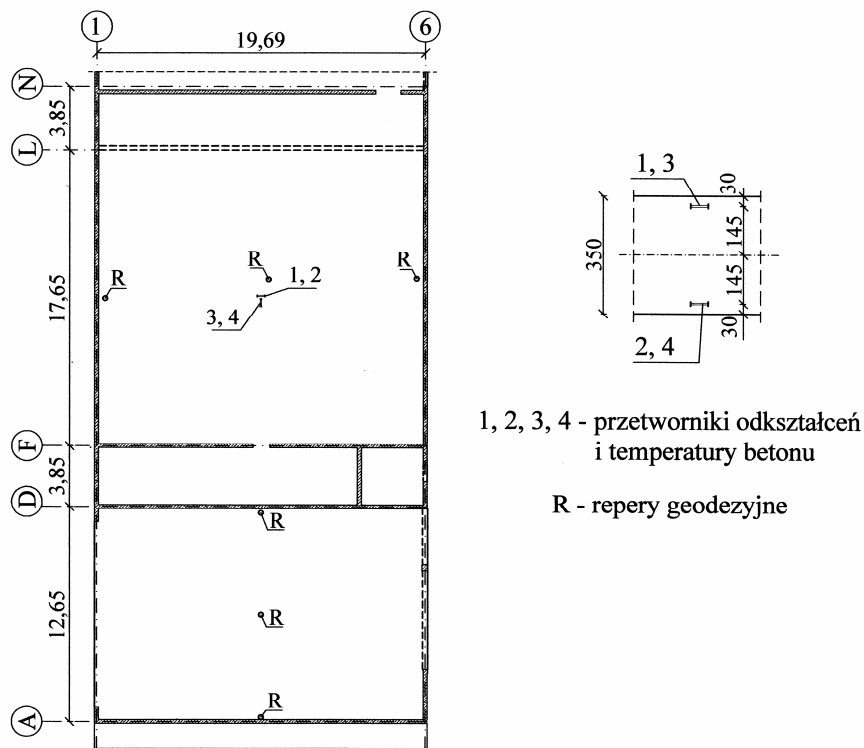 1
6
19,69
N
3,85
L
R
R
R
1, 2
3, 4
17,65
F
3,85
D
R
R
12,65
R
A
1, 3
30
145
350
145
30
2, 4
1, 2, 3, 4 - przetworniki odkształceń
i temperatury betonu
R - repery geodezyjne